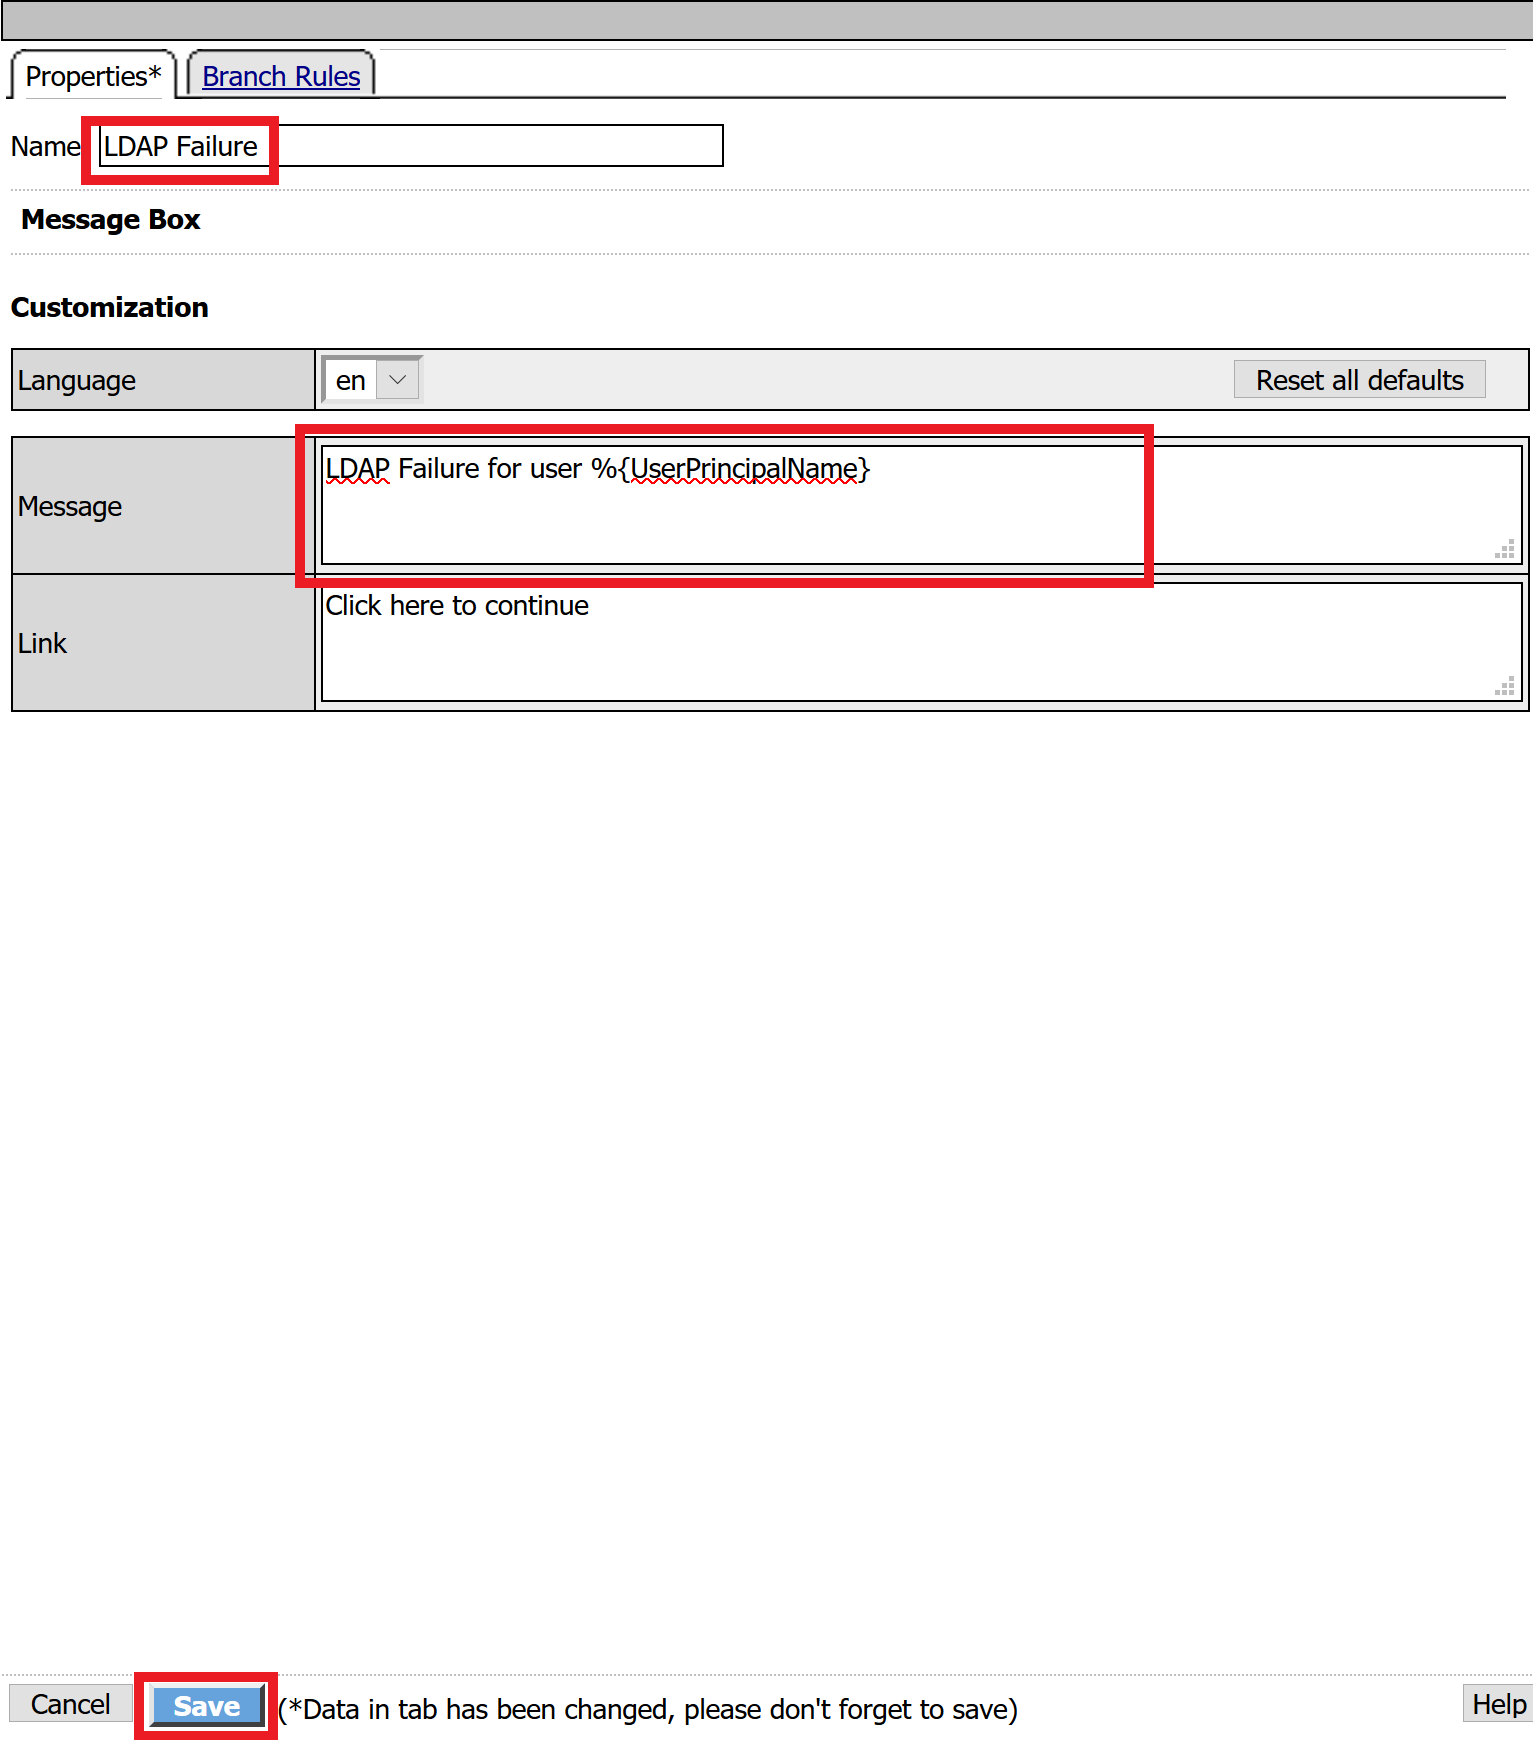 Properties* Branch Rules
Name LDAP Failure
Message Box
Customization
Language en Reset all defaults
Message LDAP Failure for user %{UserPrincipalName}
Link Click here to continue
Cancel Save (*Data in tab has been changed, please don't forget to save) Help